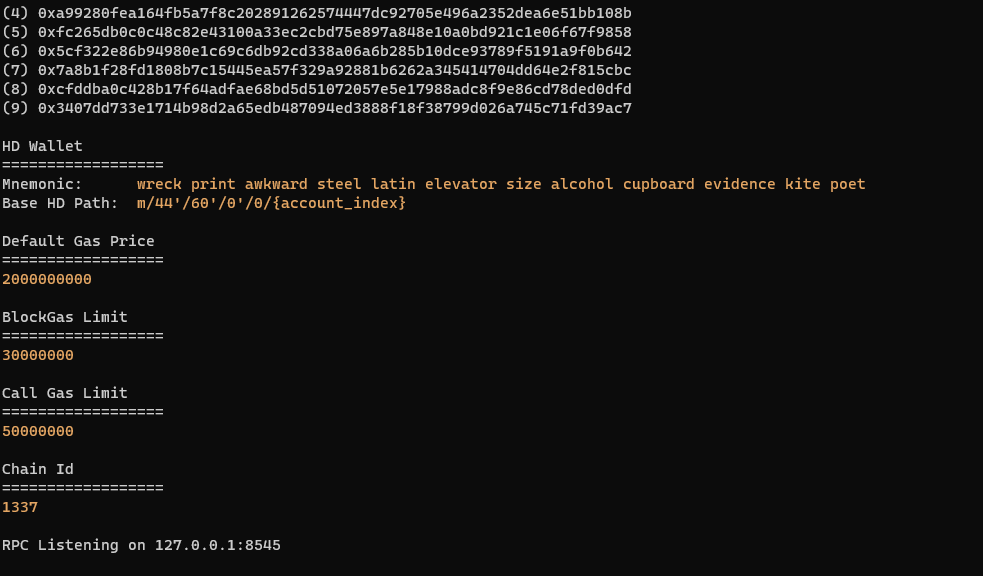 (4) 0xa99280fea164fb5a7f8c202891262574447dc92705e496a2352dea6e51bb108b
(5) 0xfc265db0c0c48c82e43100a33ec2cbd75e897a848e10a0bd921c1e06f67f9858
(6) 0x5cf322e86b94980e1c69c6db92cd338a06a6b285b10dce93789f5191a9f0b642
(7) 0x7a8b1f28fd1808b7c15445ea57f329a92881b6262a345414704dd64e2f815cbc
(8) 0xcfddba0c428b17f64adfae68bd5d51072057e5e17988adc8f9e86cd78ded0dfd
(9) 0x3407dd733e1714b98d2a65edb487094ed3888f18f38799d026a745c71fd39ac7
HD Wallet
==================
Mnemonic:      wreck print awkward steel latin elevator size alcohol cupboard evidence kite poet
Base HD Path:  m/44'/60'/0'/0/{account_index}
Default Gas Price
==================
2000000000
BlockGas Limit
==================
30000000
Call Gas Limit
==================
50000000
Chain Id
==================
1337
RPC Listening on 127.0.0.1:8545